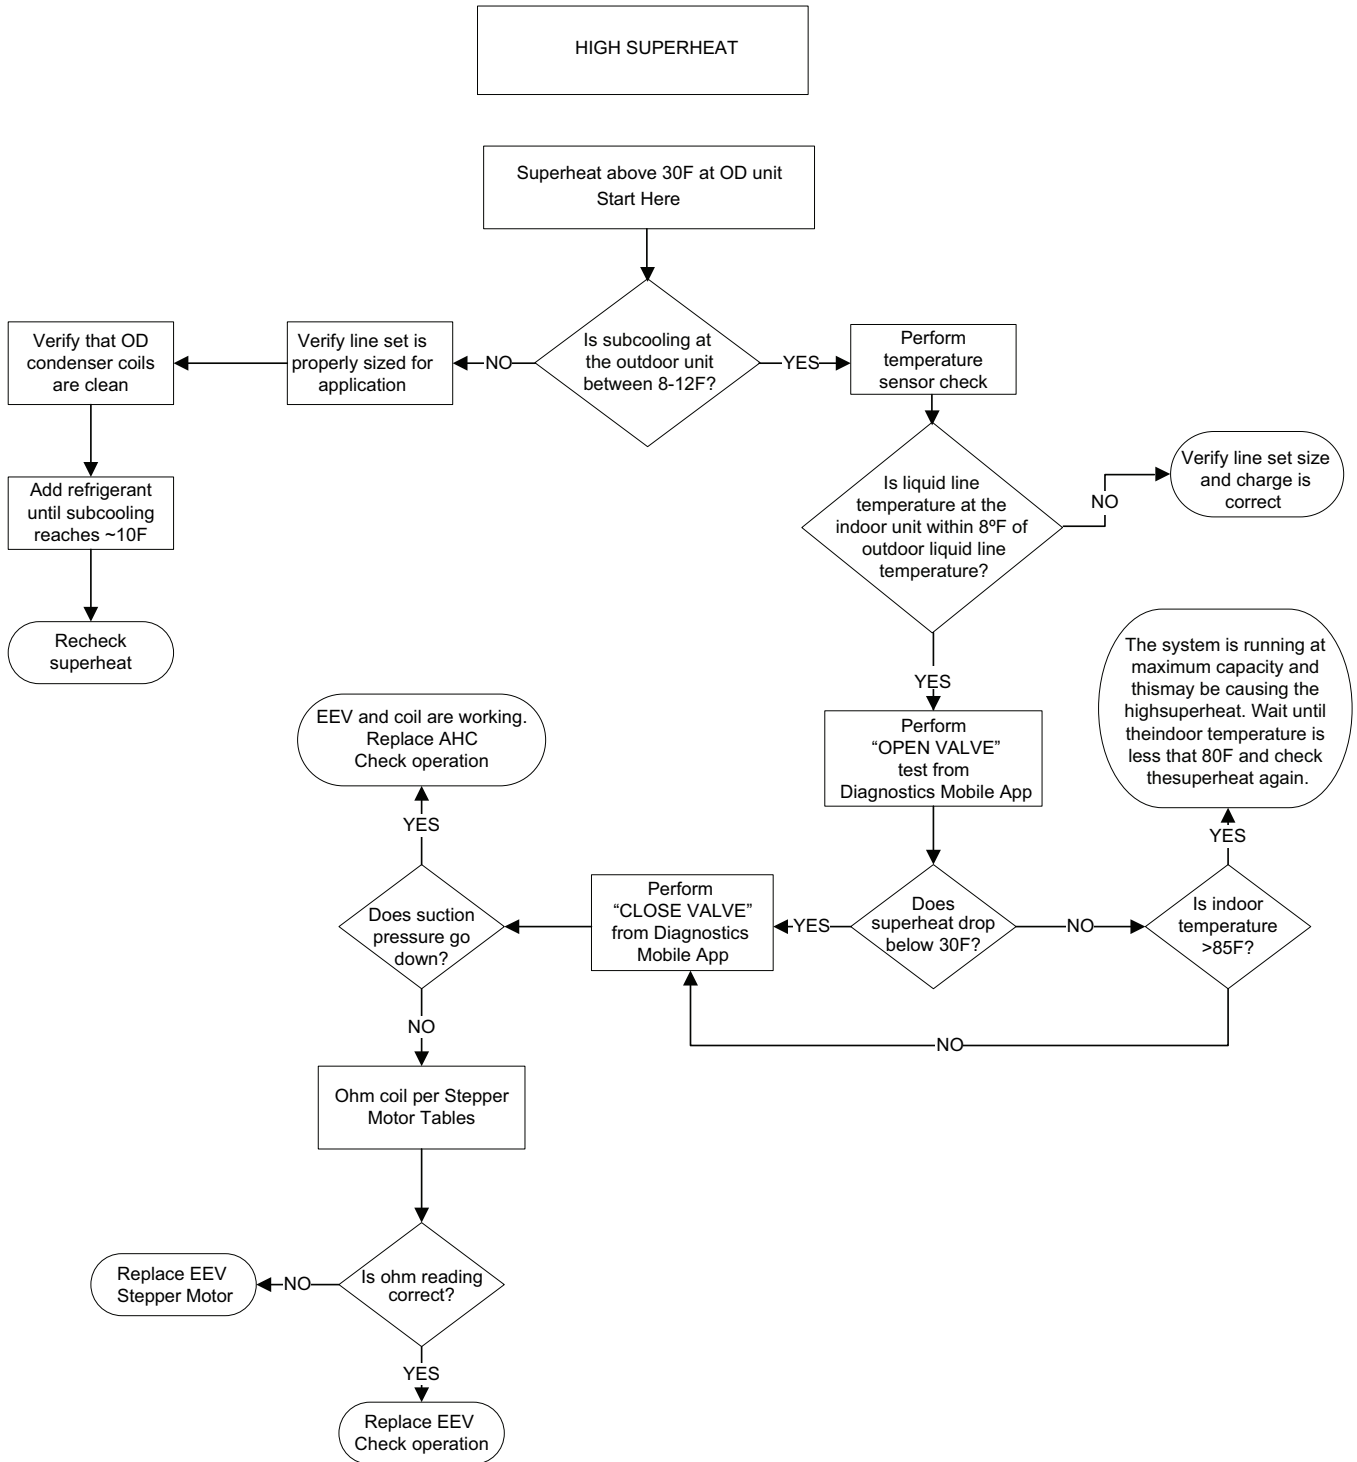 HIGH SUPERHEAT
Superheat above 30F at OD unit
Start Here
Is subcooling at
the outdoor unit
between 8-12F?
NO
YES
Verify line set is
properly sized for
application
Verify that OD
condenser coils
are clean
Add refrigerant
until subcooling
reaches ~10F
Recheck
superheat
Perform
temperature
sensor check
Is liquid line
temperature at the
indoor unit within 8ºF of
outdoor liquid line
temperature?
NO
Verify line set size
and charge is
correct
YES
Perform
“OPEN VALVE”
test from
Diagnostics Mobile App
Does
superheat drop
below 30F?
NO
Is indoor
temperature
>85F?
YES
The system is running at
maximum capacity and
thismay be causing the
highsuperheat. Wait until
theindoor temperature is
less that 80F and check
thesuperheat again.
NO
YES
Perform
“CLOSE VALVE”
from Diagnostics
Mobile App
Does suction
pressure go
down?
YES
EEV and coil are working.
Replace AHC
Check operation
NO
Ohm coil per Stepper
Motor Tables
Is ohm reading
correct?
NO
Replace EEV
Stepper Motor
YES
Replace EEV
Check operation